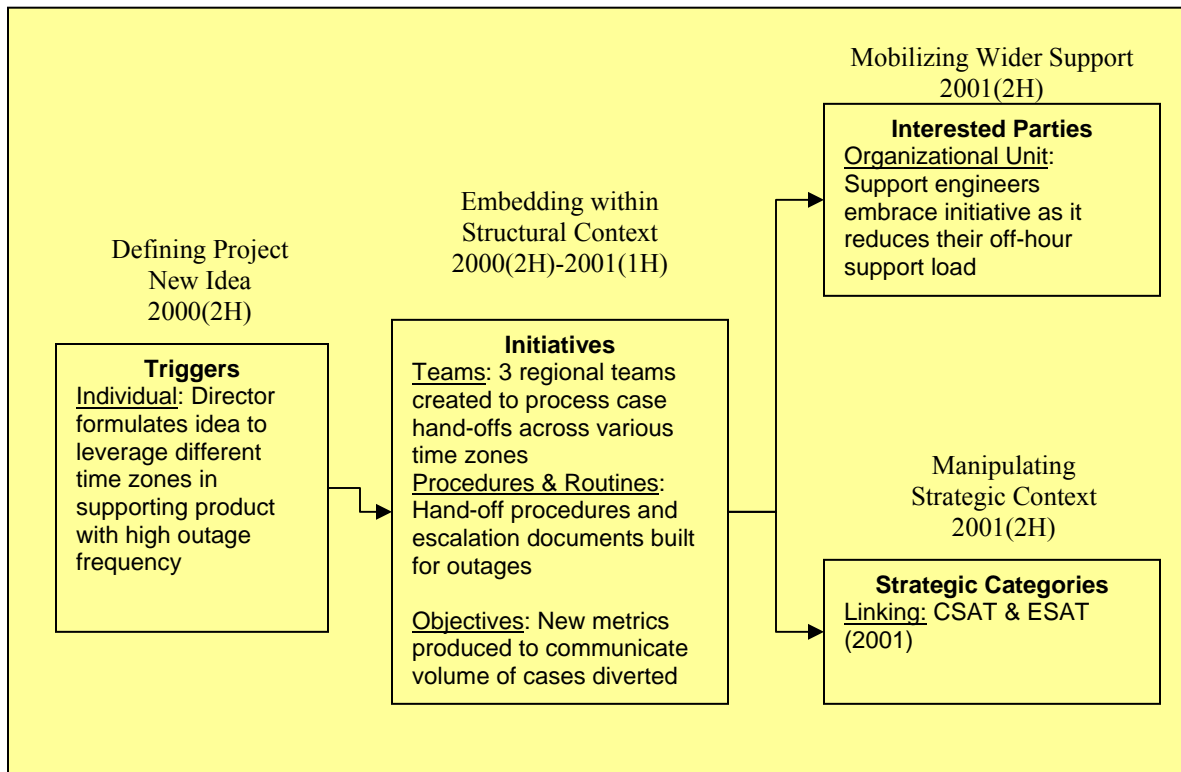 Defining Project
New Idea
2000(2H)
Triggers
Individual: Director
formulates idea to
leverage different
time zones in
supporting product
with high outage
frequency
Embedding within
Structural Context
2000(2H)-2001(1H)
Initiatives
Teams: 3 regional teams
created to process case
hand-offs across various
time zones
Procedures & Routines:
Hand-off procedures and
escalation documents built
for outages
Objectives: New metrics
produced to communicate
volume of cases diverted
Mobilizing Wider Support
2001(2H)
Interested Parties
Organizational Unit:
Support engineers
embrace initiative as it
reduces their off-hour
support load
Manipulating
Strategic Context
2001(2H)
Strategic Categories
Linking: CSAT & ESAT
(2001)